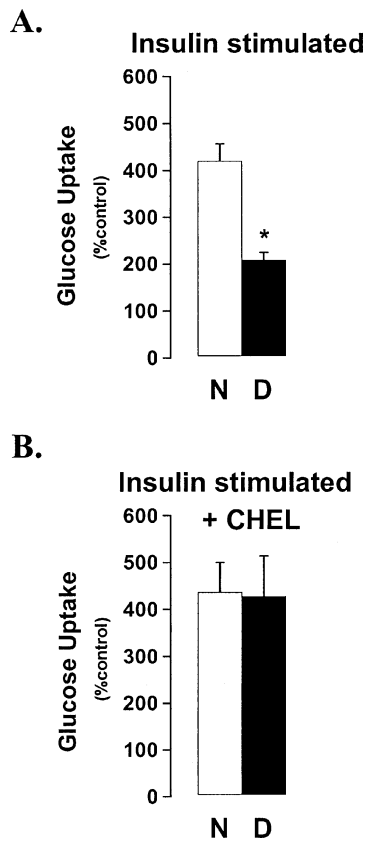 A.
Insulin stimulated
Glucose Uptake
(%control)
600
500
400
300
200
100
0
*
N D
B.
Insulin stimulated
+ CHEL
Glucose Uptake
(%control)
600
500
400
300
200
100
0
N D